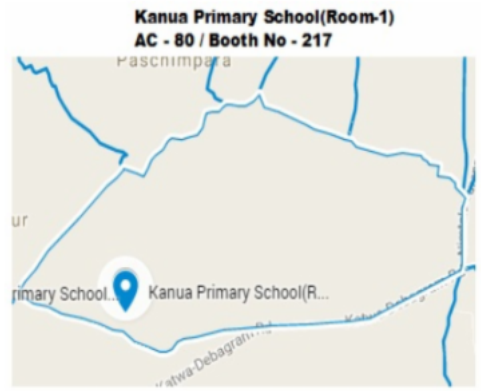 Kanua Primary School(Room-1)
AC - 80 / Booth No - 217
Paschimpara
ur
rimary School...
Kanua Primary School(R...
Katwa-Debagram Rd